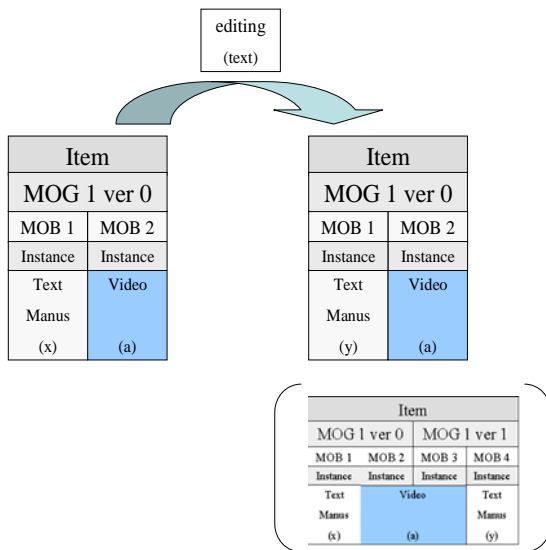 editing
(text)
Item
MOG 1 ver 0
MOB 1 MOB 2
Instance Instance
Text Video
Manus
(x) (a)
Item
MOG 1 ver 0
MOB 1 MOB 2
Instance Instance
Text Video
Manus
(y) (a)
Item
MOG 1 ver 0 MOG 1 ver 1
MOB 1 MOB 2 MOB 3 MOB 4
Instance Instance Instance Instance
Text Video Text
Manus Manus
(x) (a) (y)